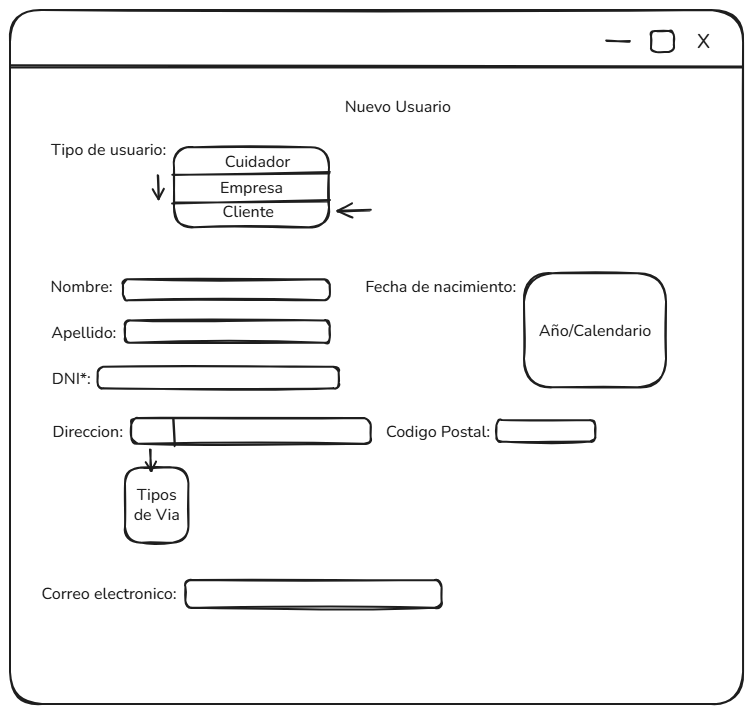 X
Nuevo Usuario
Tipo de usuario:
Cuidador
Empresa
Cliente
Nombre:
Fecha de nacimiento:
Apellido:
Año/Calendario
DNI*:
Direccion:
Codigo Postal:
Tipos
de Via
Correo electronico: